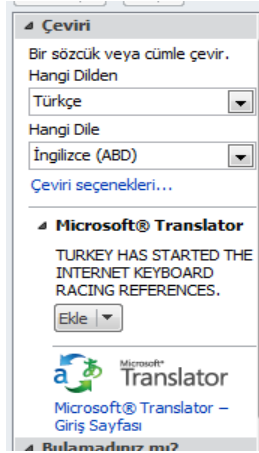 Çeviri
Bir sözcük veya cümle çevir.
Hangi Dilden
Türkçe
Hangi Dile
İngilizce (ABD)
Çeviri seçenekleri...
Microsoft® Translator
TURKEY HAS STARTED THE
INTERNET KEYBOARD
RACING REFERENCES.
Ekle
Microsoft®
Translator
Microsoft® Translator –
Giriş Sayfası
Bulamadınız mı?